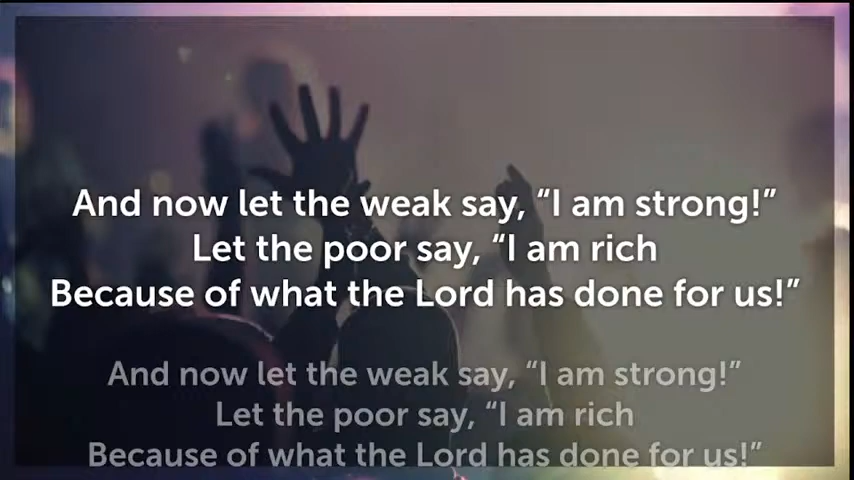 And now let the weak say, “I am strong!”
Let the poor say, “I am rich
Because of what the Lord has done for us!”
And now let the weak say, “I am strong!”
Let the poor say, “I am rich
Because of what the Lord has done for us!”